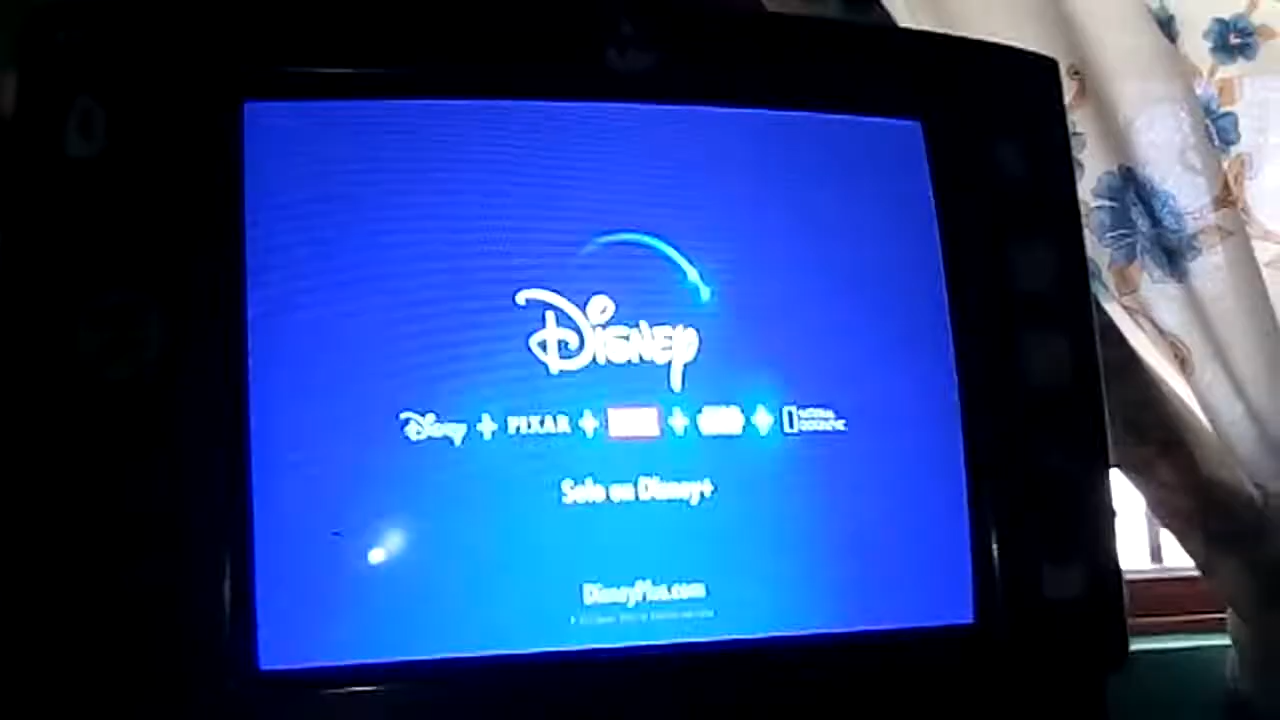 Disney
Disney + PIXAR + + + NATIONAL GEOGRAPHIC
Solo en Disney+
DisneyPlus.com